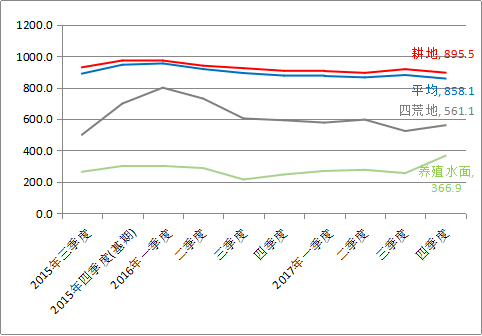 1200.0
1000.0
800.0
600.0
400.0
200.0
0.0
耕地, 895.5
平均, 858.1
四荒地, 561.1
养殖水面,
366.9
2015年三季度
2015年四季度(基期)
2016年一季度
二季度
三季度
四季度
2017年一季度
二季度
三季度
四季度